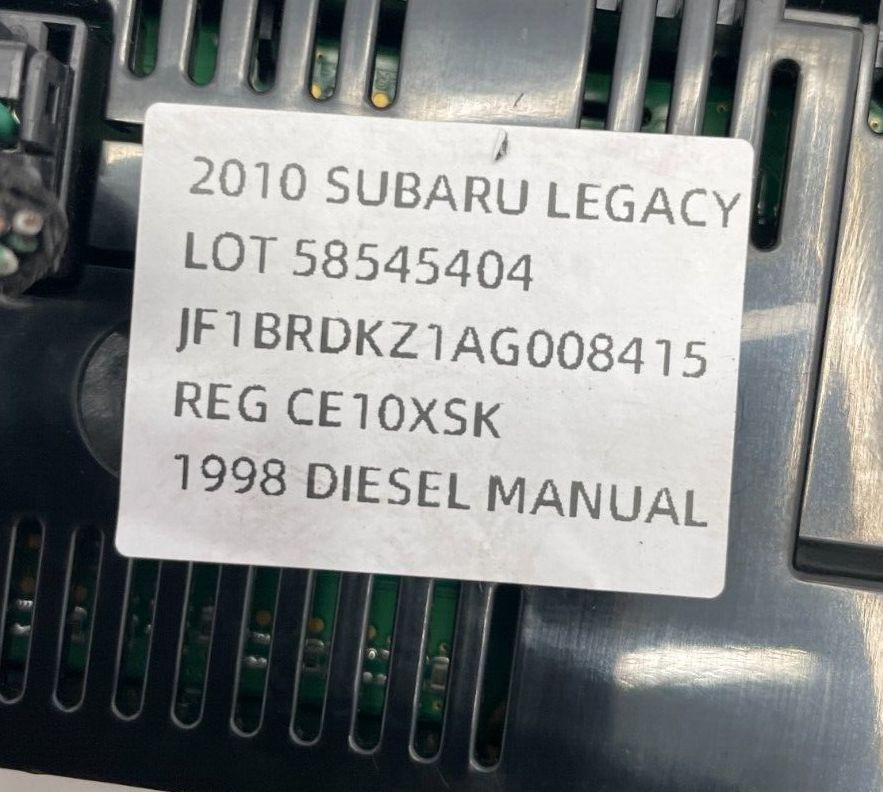 2010 SUBARU LEGACY
LOT 58545404
JF1BRDKZ1AG008415
REG CE10XSK
1998 DIESEL MANUAL